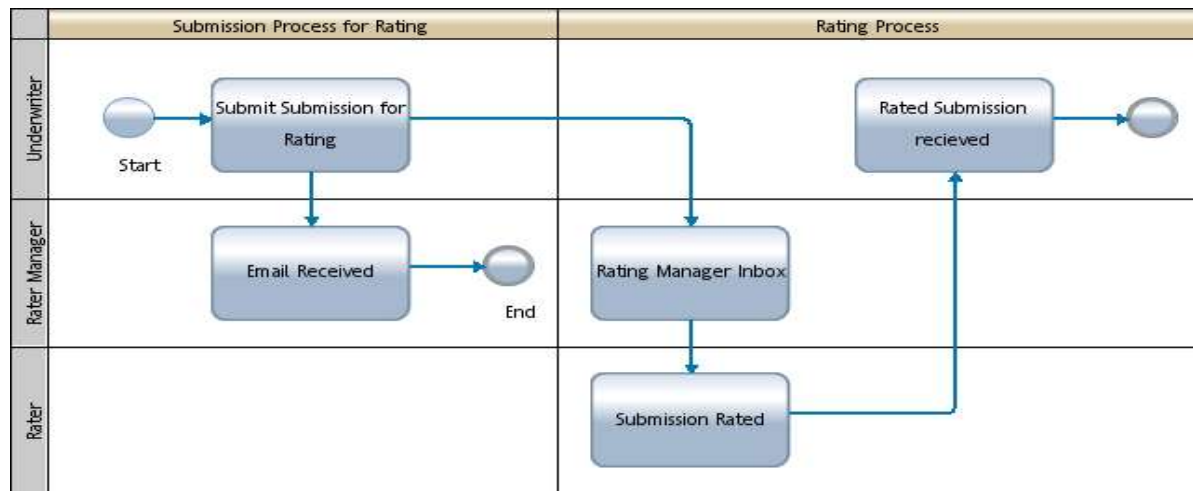 Submission Process for Rating
Rating Process
Underwriter
Start
Submit Submission for
Rating
Rated Submission
recieved
Rater Manager
Email Received
End
Rating Manager Inbox
Rater
Submission Rated